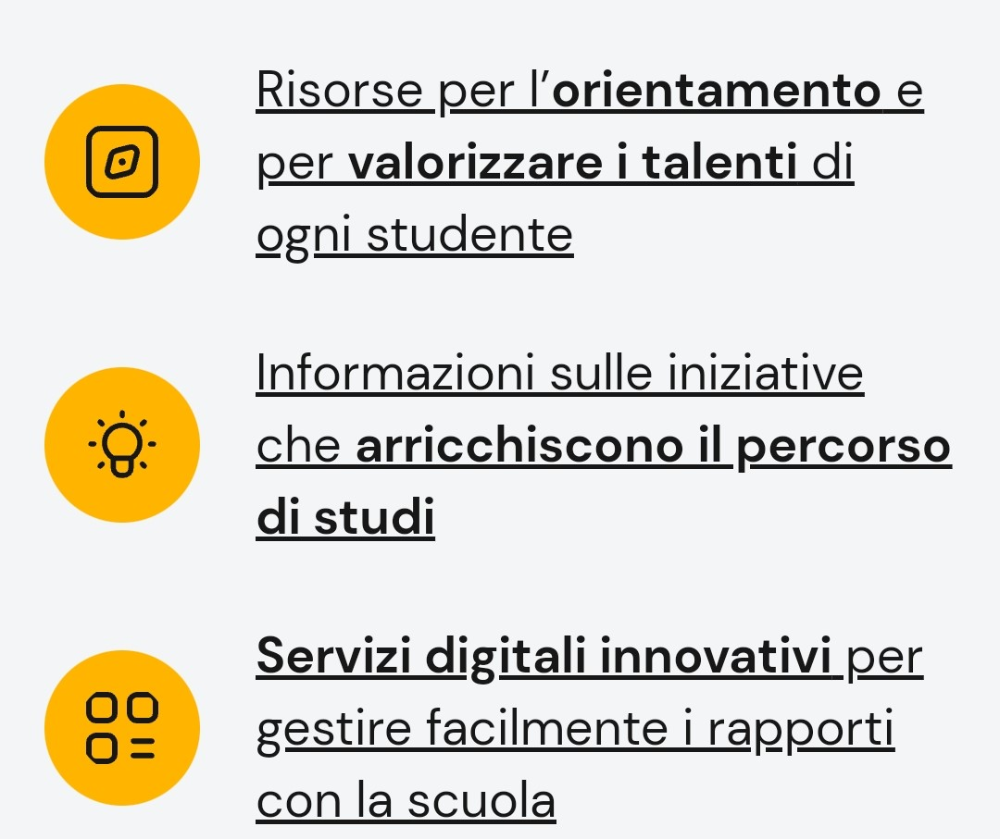 Risorse per l’orientamento e
per valorizzare i talenti di
ogni studente
Informazioni sulle iniziative
che arricchiscono il percorso
di studi
Servizi digitali innovativi per
gestire facilmente i rapporti
con la scuola